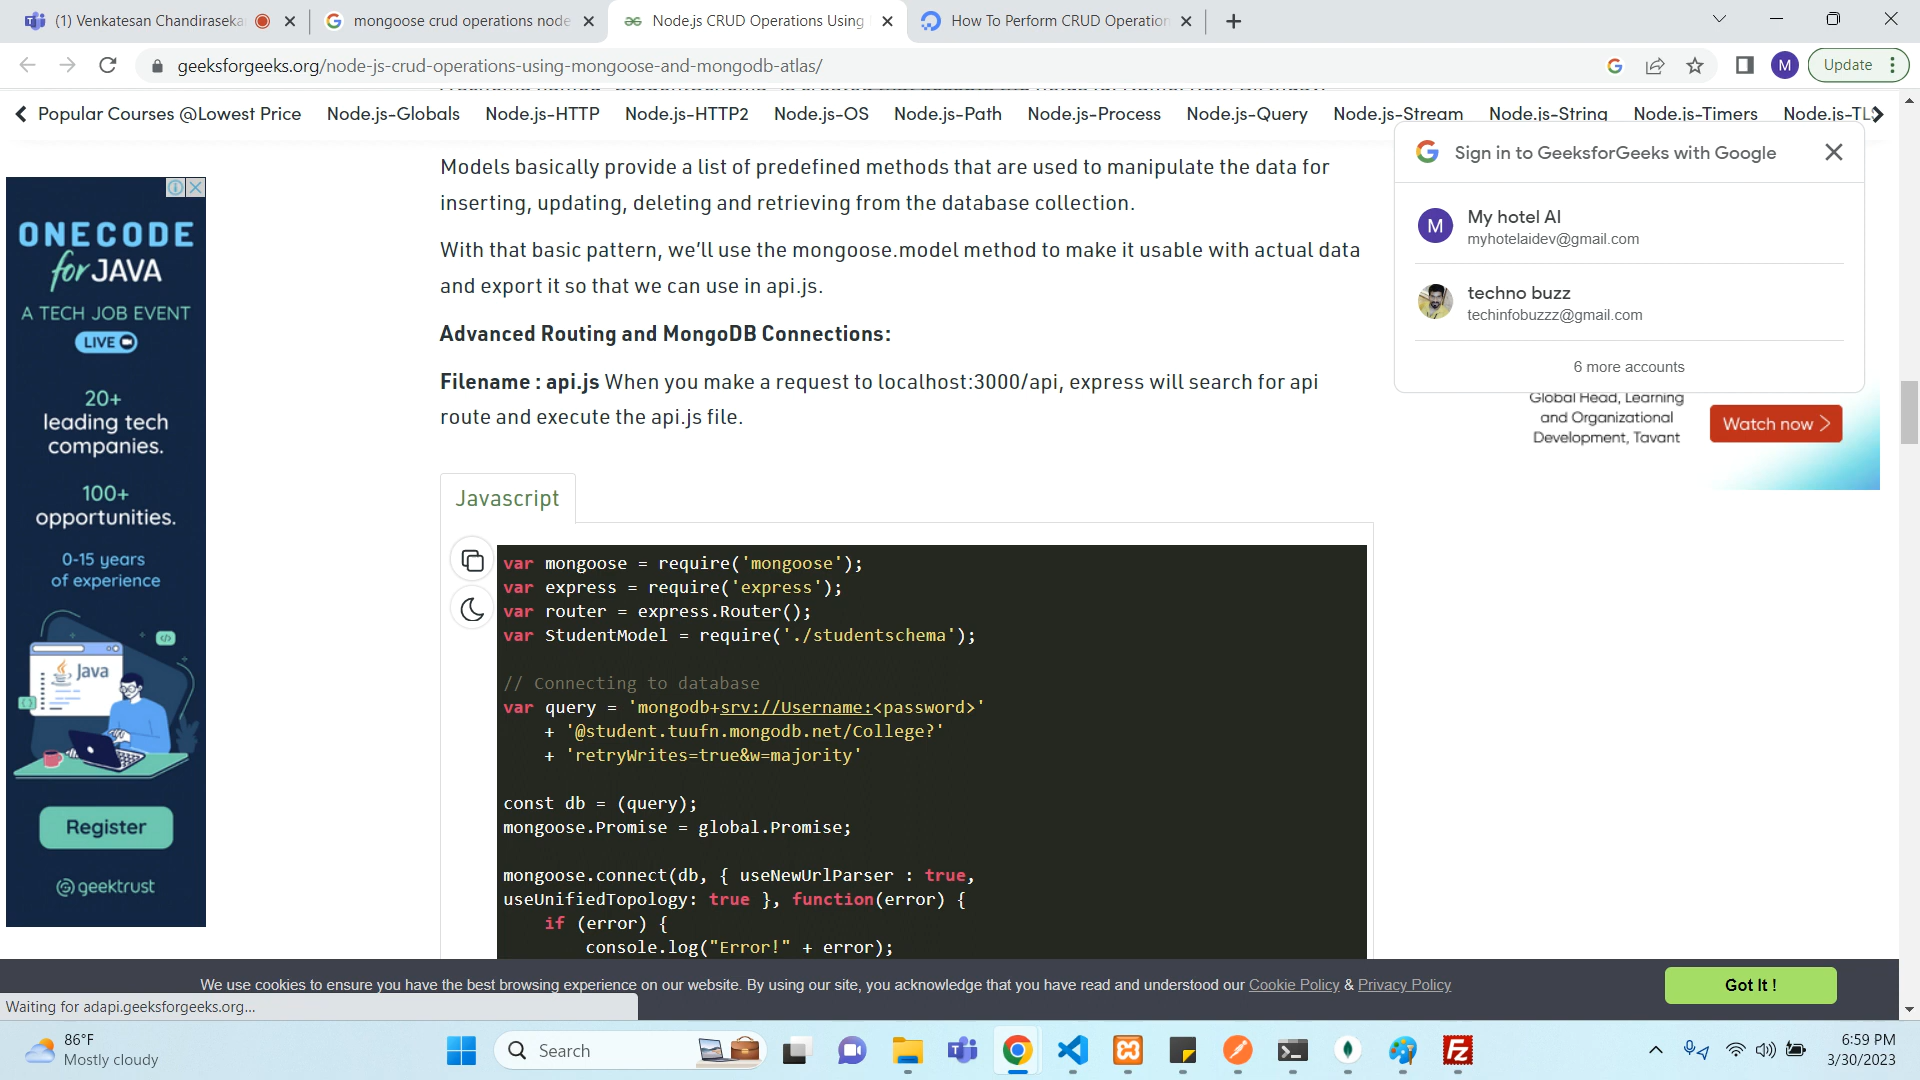 (1) Venkatesan Chandiraseka
mongoose crud operations node
Node.js CRUD Operations Using
How To Perform CRUD Operation
geeksforgeeks.org/node-js-crud-operations-using-mongoose-and-mongodb-atlas/
M
Update
Popular Courses @Lowest Price Node.js-Globals Node.js-HTTP Node.js-HTTP2 Node.js-OS Node.js-Path Node.js-Process Node.js-Query Node.js-Stream Node.js-String Node.js-Timers Node.js-TLS
Models basically provide a list of predefined methods that are used to manipulate the data for
inserting, updating, deleting and retrieving from the database collection.
With that basic pattern, we’ll use the mongoose.model method to make it usable with actual data
and export it so that we can use in api.js.
Advanced Routing and MongoDB Connections:
Filename : api.js When you make a request to localhost:3000/api, express will search for api
route and execute the api.js file.
Javascript
var mongoose = require('mongoose');
var express = require('express');
var router = express.Router();
var StudentModel = require('./studentschema');
// Connecting to database
var query = 'mongodb+srv://Username:<password>'
+ '@student.tuufn.mongodb.net/College?'
+ 'retryWrites=true&w=majority'
const db = (query);
mongoose.Promise = global.Promise;
mongoose.connect(db, { useNewUrlParser : true,
useUnifiedTopology: true }, function(error) {
if (error) {
console.log("Error!" + error);
ONECODE
for JAVA
A TECH JOB EVENT
LIVE
20+
leading tech
companies.
100+
opportunities.
0-15 years
of experience
Java
Register
geektrust
Sign in to GeeksforGeeks with Google
M
My hotel AI
myhotelaidev@gmail.com
techno buzz
techinfobuzzz@gmail.com
6 more accounts
Global Head, Learning
and Organizational
Development, Tavant
Watch now
We use cookies to ensure you have the best browsing experience on our website. By using our site, you acknowledge that you have read and understood our Cookie Policy & Privacy Policy
Got It !
Waiting for adapi.geeksforgeeks.org...
86°F
Mostly cloudy
Search
6:59 PM
3/30/2023